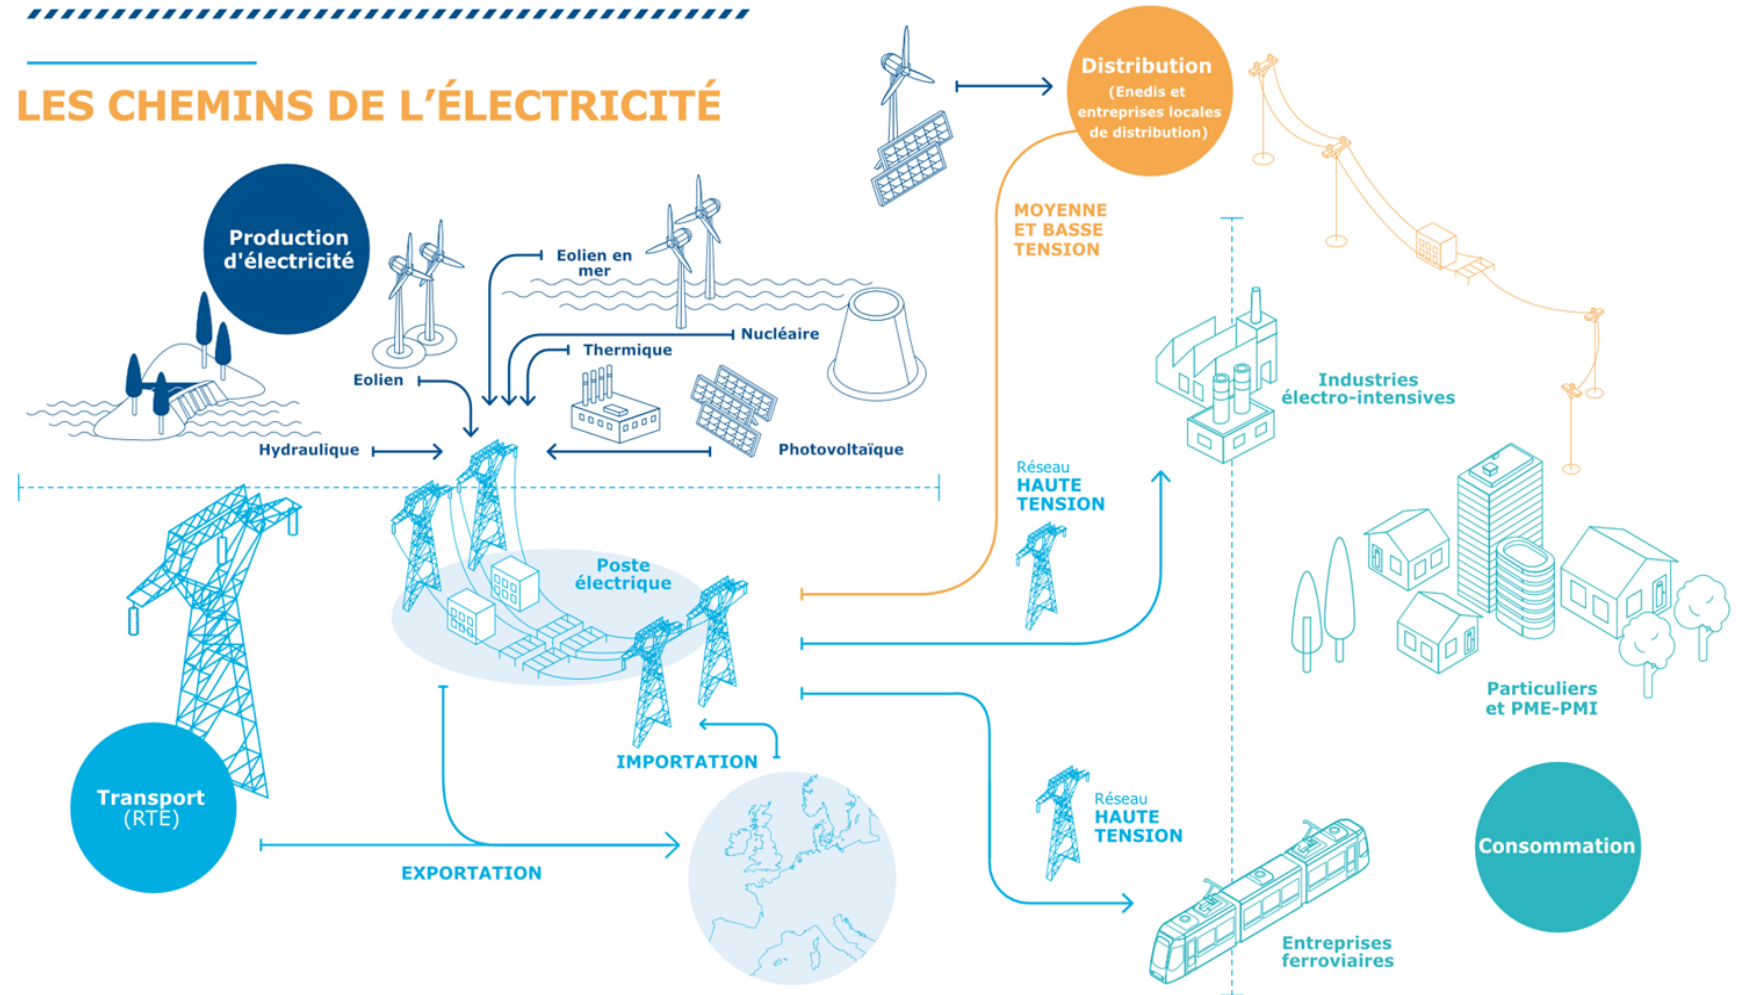 LES CHEMINS DE L'ÉLECTRICITÉ
Production
d'électricité
Eolien en
mer
Nucléaire
Thermique
Eolien
Hydraulique
Photovoltaïque
Distribution
(Enedis et
entreprises locales
de distribution)
MOYENNE
ET BASSE
TENSION
Industries
électro-intensives
Réseau
HAUTE
TENSION
Poste
électrique
Particuliers
et PME-PMI
IMPORTATION
Transport
(RTE)
EXPORTATION
Réseau
HAUTE
TENSION
Consommation
Entreprises
ferroviaires